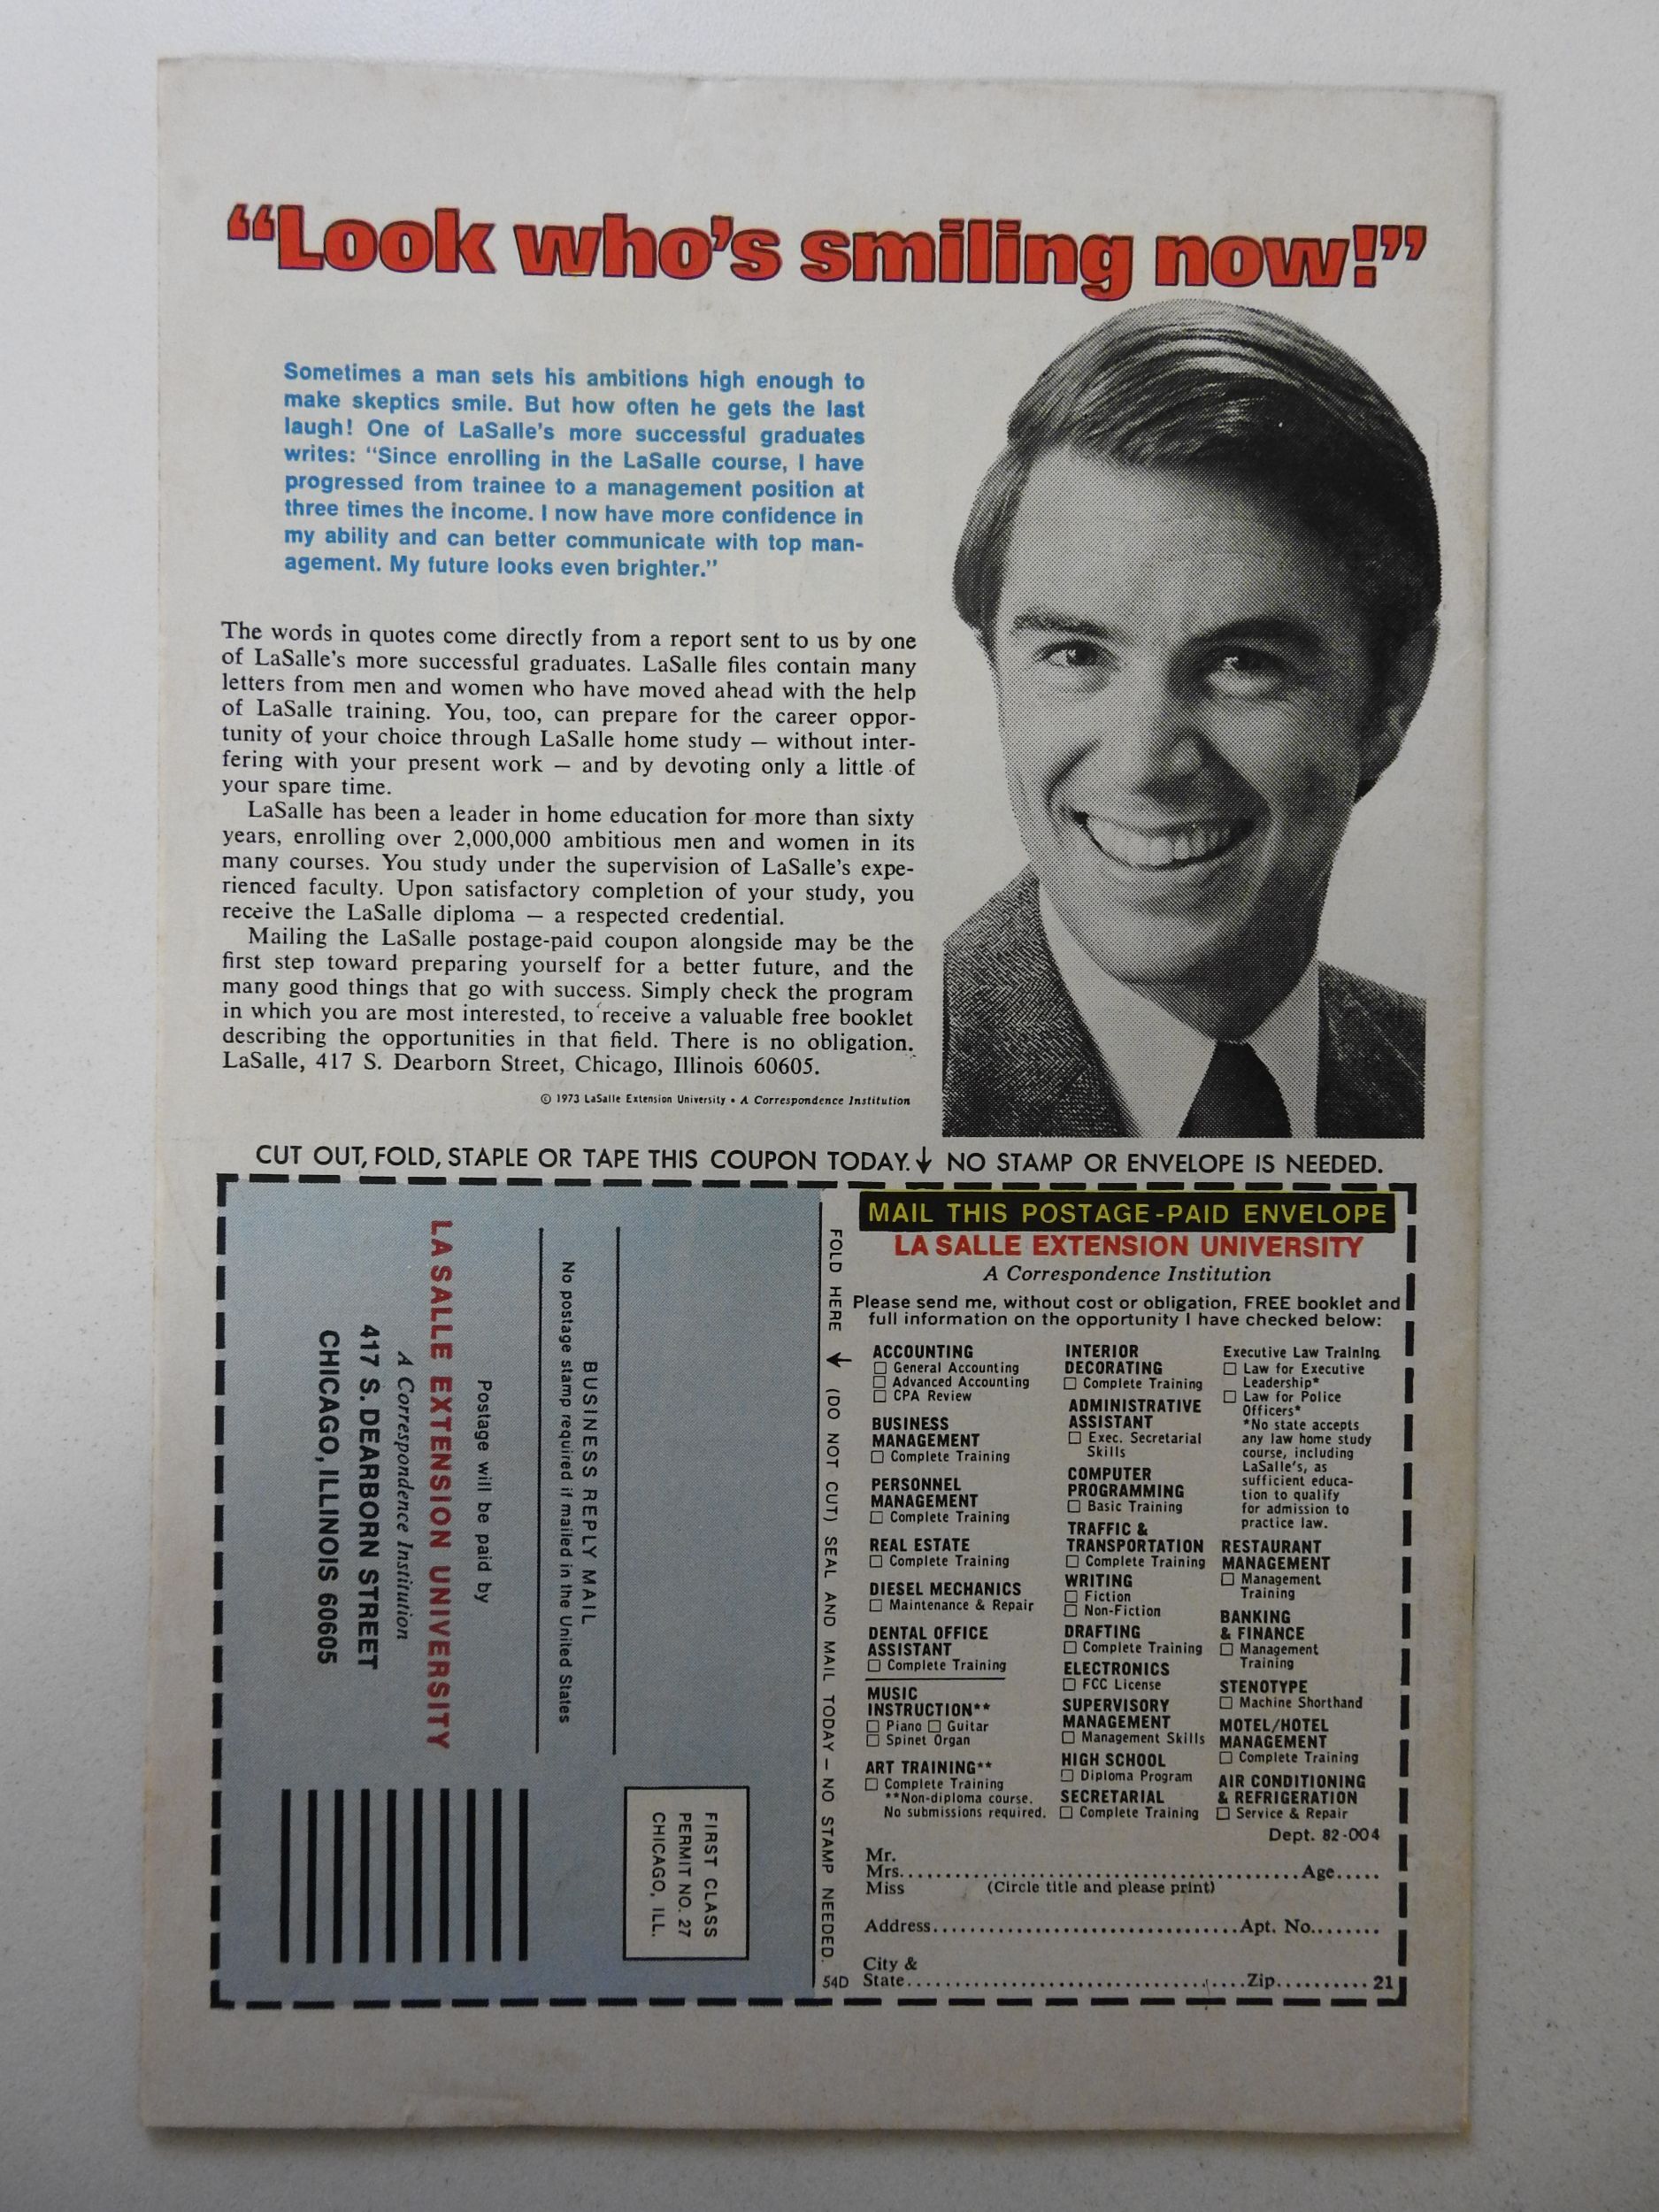 “Look who’s smiling now!”
Sometimes a man sets his ambitions high enough to
make skeptics smile. But how often he gets the last
laugh! One of LaSalle’s more successful graduates
writes: “Since enrolling in the LaSalle course, I have
progressed from trainee to a management position at
three times the income. I now have more confidence in
my ability and can better communicate with top man-
agement. My future looks even brighter.”
The words in quotes come directly from a report sent to us by one
of LaSalle’s more successful graduates. LaSalle files contain many
letters from men and women who have moved ahead with the help
of LaSalle training. You, too, can prepare for the career oppor-
tunity of your choice through LaSalle home study — without inter-
fering with your present work — and by devoting only a little of
your spare time.
LaSalle has been a leader in home education for more than sixty
years, enrolling over 2,000,000 ambitious men and women in its
many courses. You study under the supervision of LaSalle’s expe-
rienced faculty. Upon satisfactory completion of your study, you
receive the LaSalle diploma — a respected credential.
Mailing the LaSalle postage-paid coupon alongside may be the
first step toward preparing yourself for a better future, and the
many good things that go with success. Simply check the program
in which you are most interested, to receive a valuable free booklet
describing the opportunities in that field. There is no obligation.
LaSalle, 417 S. Dearborn Street, Chicago, Illinois 60605.
© 1973 LaSalle Extension University • A Correspondence Institution
CUT OUT, FOLD, STAPLE OR TAPE THIS COUPON TODAY.↓ NO STAMP OR ENVELOPE IS NEEDED.
FIRST CLASS
PERMIT NO. 27
CHICAGO, ILL.
BUSINESS REPLY MAIL
No postage stamp required if mailed in the United States
Postage will be paid by
LA SALLE EXTENSION UNIVERSITY
A Correspondence Institution
417 S. DEARBORN STREET
CHICAGO, ILLINOIS 60605
FOLD HERE ↓ (DO NOT CUT) SEAL AND MAIL TODAY — NO STAMP NEEDED.
54D
MAIL THIS POSTAGE-PAID ENVELOPE
LA SALLE EXTENSION UNIVERSITY
A Correspondence Institution
Please send me, without cost or obligation, FREE booklet and
full information on the opportunity I have checked below:
ACCOUNTING
☐ General Accounting
☐ Advanced Accounting
☐ CPA Review
BUSINESS
MANAGEMENT
☐ Complete Training
PERSONNEL
MANAGEMENT
☐ Complete Training
REAL ESTATE
☐ Complete Training
DIESEL MECHANICS
☐ Maintenance & Repair
DENTAL OFFICE
ASSISTANT
☐ Complete Training
MUSIC
INSTRUCTION**
☐ Piano ☐ Guitar
☐ Spinet Organ
ART TRAINING**
☐ Complete Training
**Non-diploma course.
No submissions required.
INTERIOR
DECORATING
☐ Complete Training
ADMINISTRATIVE
ASSISTANT
☐ Exec. Secretarial
Skills
COMPUTER
PROGRAMMING
☐ Basic Training
TRAFFIC &
TRANSPORTATION
☐ Complete Training
WRITING
☐ Fiction
☐ Non-Fiction
DRAFTING
☐ Complete Training
ELECTRONICS
☐ FCC License
SUPERVISORY
MANAGEMENT
☐ Management Skills
HIGH SCHOOL
☐ Diploma Program
SECRETARIAL
☐ Complete Training
Executive Law Training
☐ Law for Executive
Leadership*
☐ Law for Police
Officers*
*No state accepts
any law home study
course, including
LaSalle’s, as
sufficient educa-
tion to qualify
for admission to
practice law.
RESTAURANT
MANAGEMENT
☐ Management
Training
BANKING
& FINANCE
☐ Management
Training
STENOTYPE
☐ Machine Shorthand
MOTEL/HOTEL
MANAGEMENT
☐ Complete Training
AIR CONDITIONING
& REFRIGERATION
☐ Service & Repair
Dept. 82-004
Mr.
Mrs..........................................Age.....
Miss (Circle title and please print)
Address................................Apt. No........
City &
State...................................Zip.......... 21